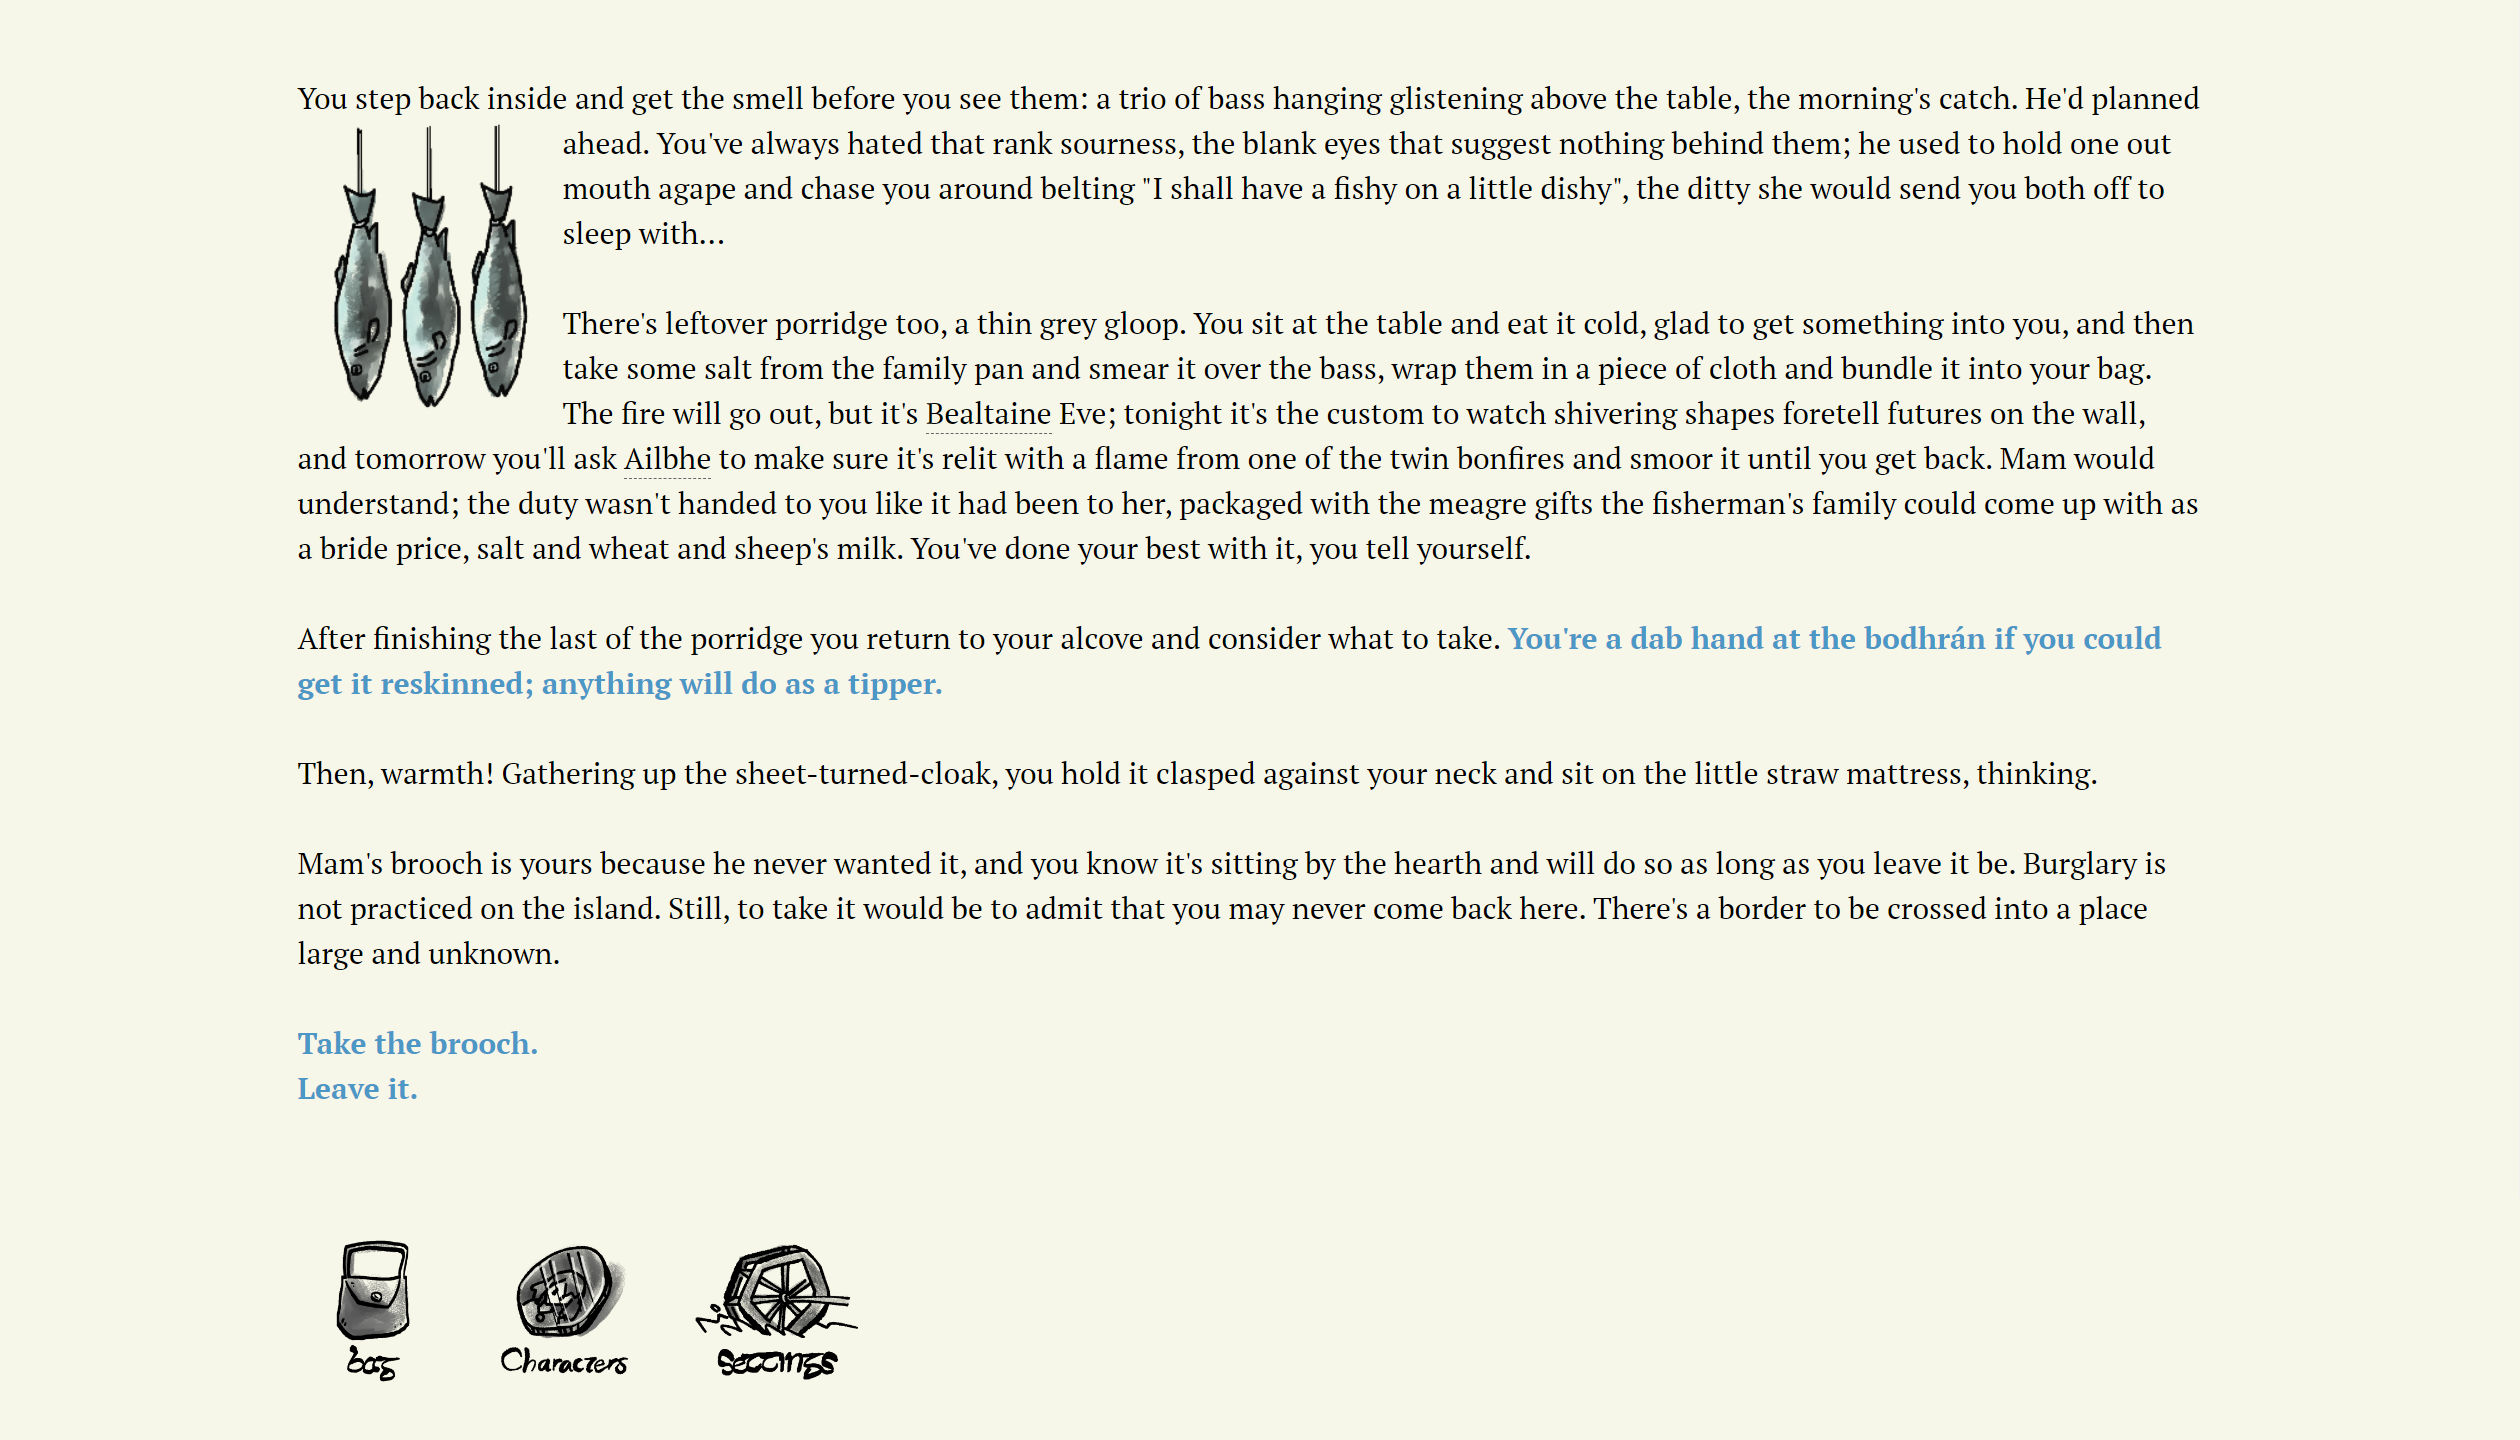 You step back inside and get the smell before you see them: a trio of bass hanging glistening above the table, the morning's catch. He'd planned
ahead. You've always hated that rank sourness, the blank eyes that suggest nothing behind them; he used to hold one out
mouth agape and chase you around belting "I shall have a fishy on a little dishy", the ditty she would send you both off to
sleep with...
There's leftover porridge too, a thin grey gloop. You sit at the table and eat it cold, glad to get something into you, and then
take some salt from the family pan and smear it over the bass, wrap them in a piece of cloth and bundle it into your bag.
The fire will go out, but it's Bealtaine Eve; tonight it's the custom to watch shivering shapes foretell futures on the wall,
and tomorrow you'll ask Ailbhe to make sure it's relit with a flame from one of the twin bonfires and smoor it until you get back. Mam would
understand; the duty wasn't handed to you like it had been to her, packaged with the meagre gifts the fisherman's family could come up with as
a bride price, salt and wheat and sheep's milk. You've done your best with it, you tell yourself.
After finishing the last of the porridge you return to your alcove and consider what to take. You're a dab hand at the bodhrán if you could
get it reskinned; anything will do as a tipper.
Then, warmth! Gathering up the sheet-turned-cloak, you hold it clasped against your neck and sit on the little straw mattress, thinking.
Mam's brooch is yours because he never wanted it, and you know it's sitting by the hearth and will do so as long as you leave it be. Burglary is
not practiced on the island. Still, to take it would be to admit that you may never come back here. There's a border to be crossed into a place
large and unknown.
Take the brooch.
Leave it.
bag
Characters
Settings